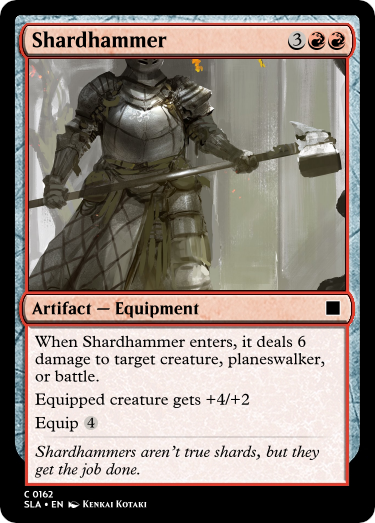 Shardhammer 3
Artifact — Equipment
When Shardhammer enters, it deals 6
damage to target creature, planeswalker,
or battle.
Equipped creature gets +4/+2
Equip 4
Shardhammers aren't true shards, but they
get the job done.
C 0162
SLA • EN Kenkai Kotaki